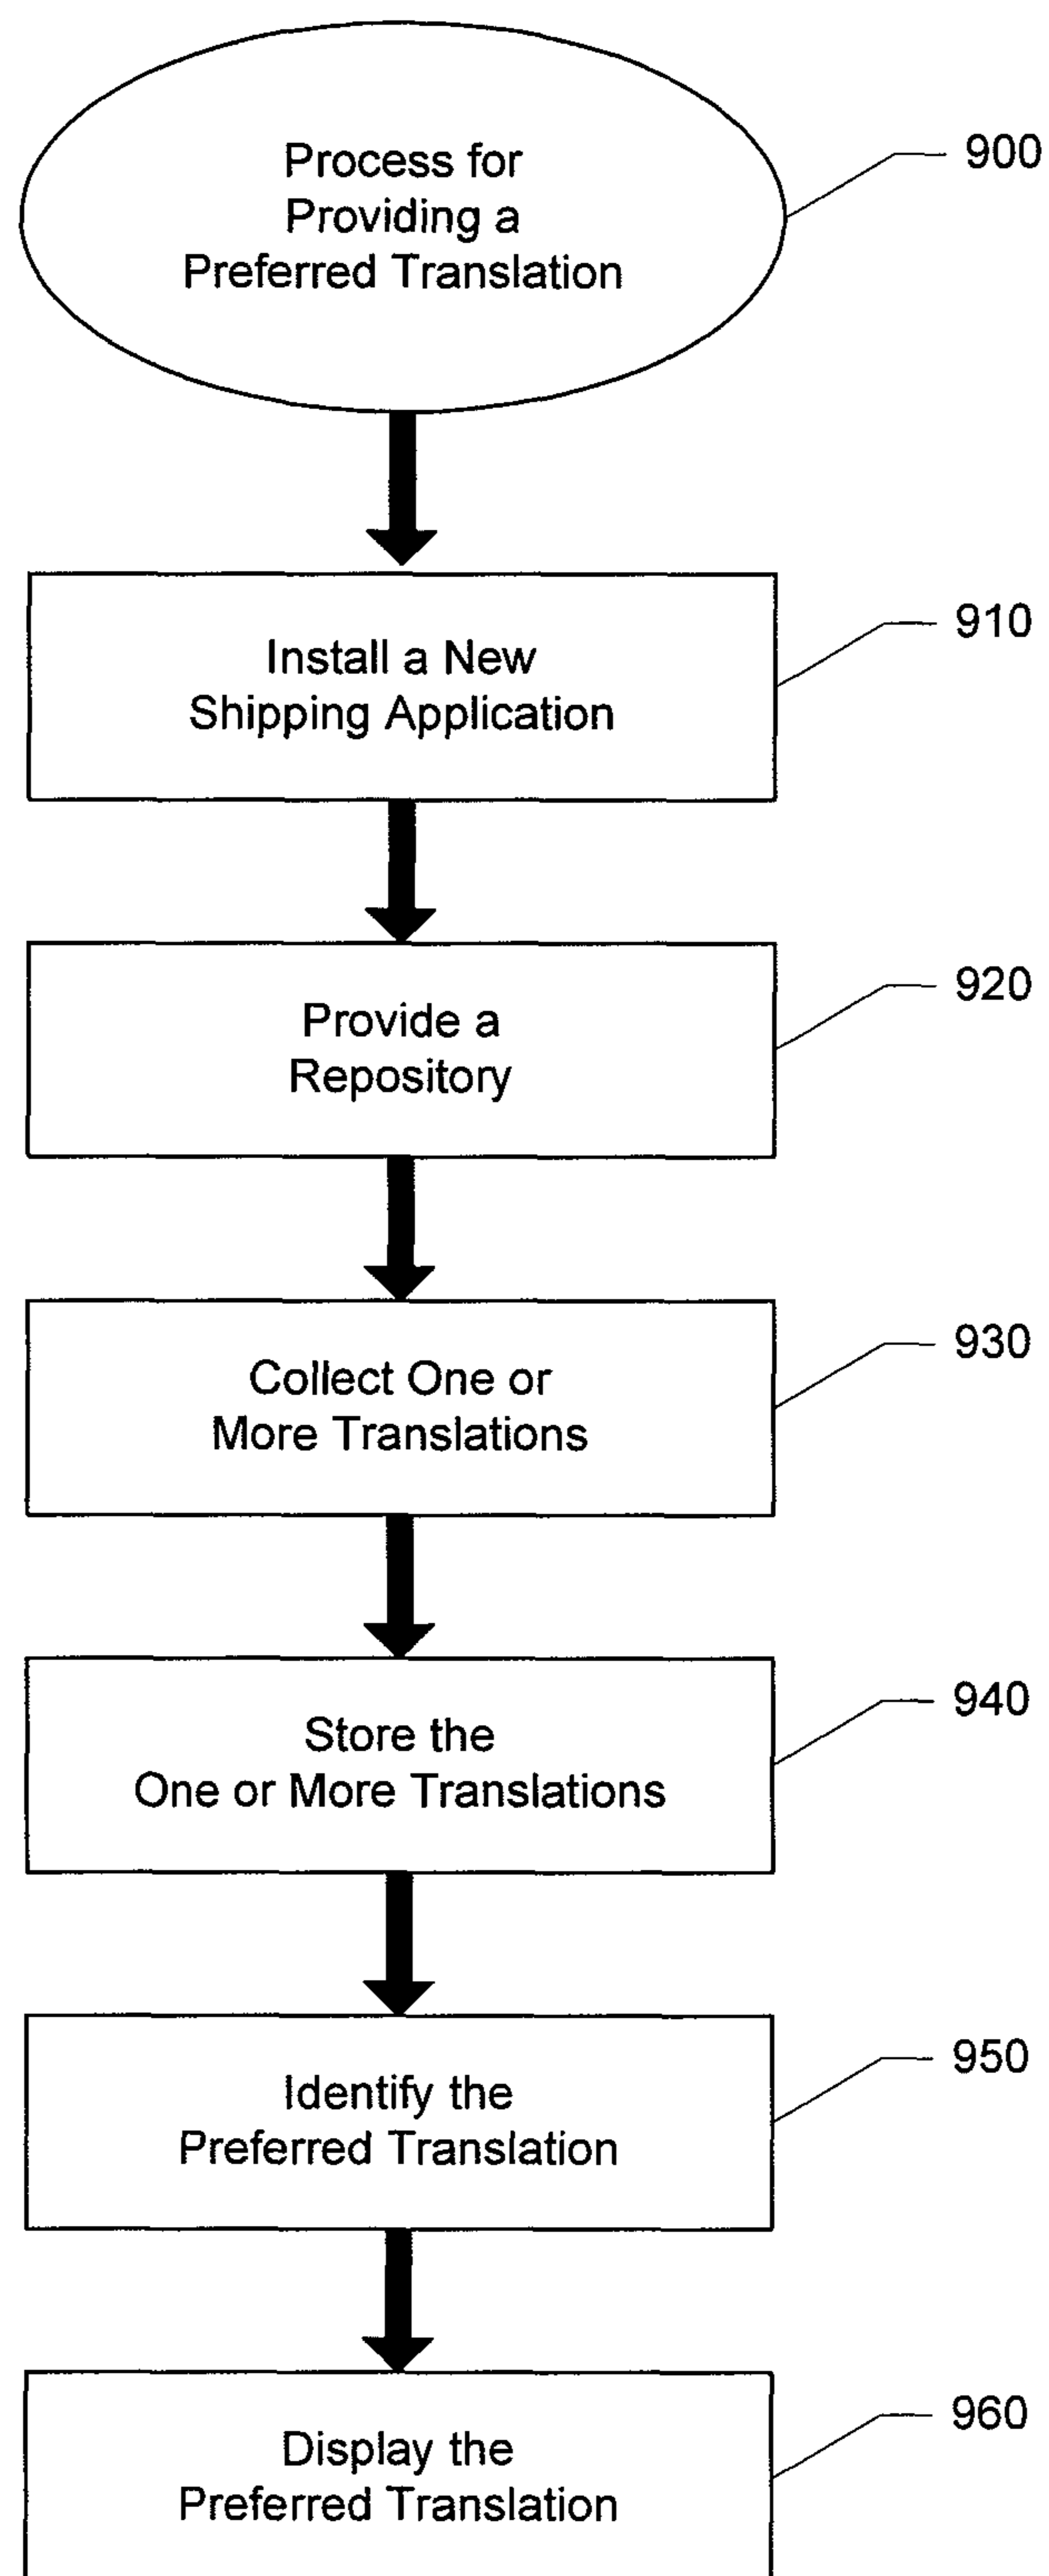 Process for
Providing a
Preferred Translation
900
Install a New
Shipping Application
910
Provide a
Repository
920
Collect One or
More Translations
930
Store the
One or More Translations
940
Identify the
Preferred Translation
950
Display the
Preferred Translation
960